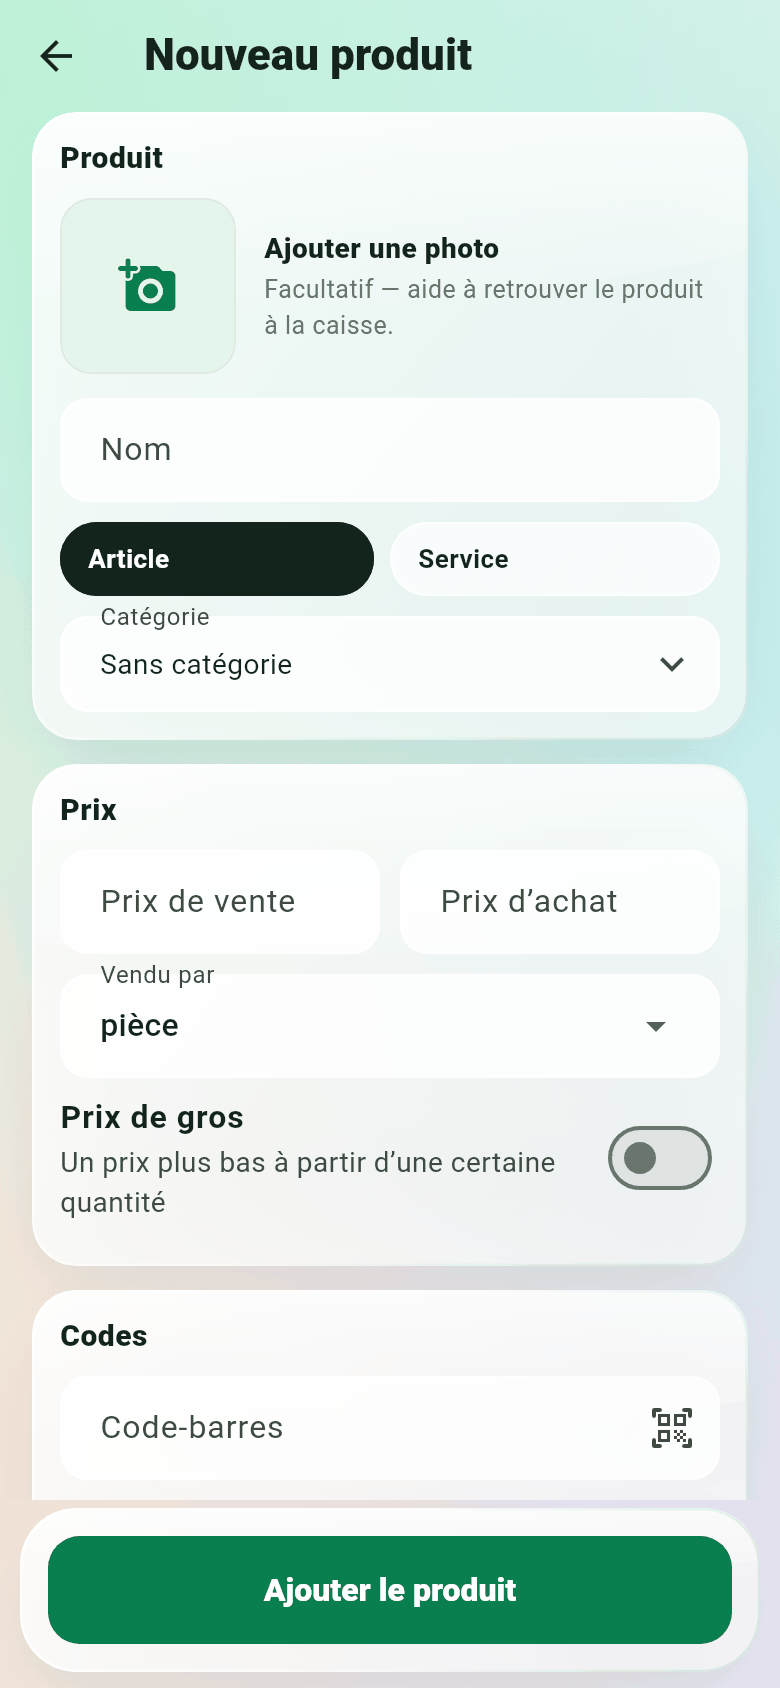 Nouveau produit
Produit
Ajouter une photo
Facultatif — aide à retrouver le produit
à la caisse.
Nom
Article
Service
Catégorie
Sans catégorie
Prix
Prix de vente
Prix d’achat
Vendu par
pièce
Prix de gros
Un prix plus bas à partir d’une certaine
quantité
Codes
Code-barres
Ajouter le produit